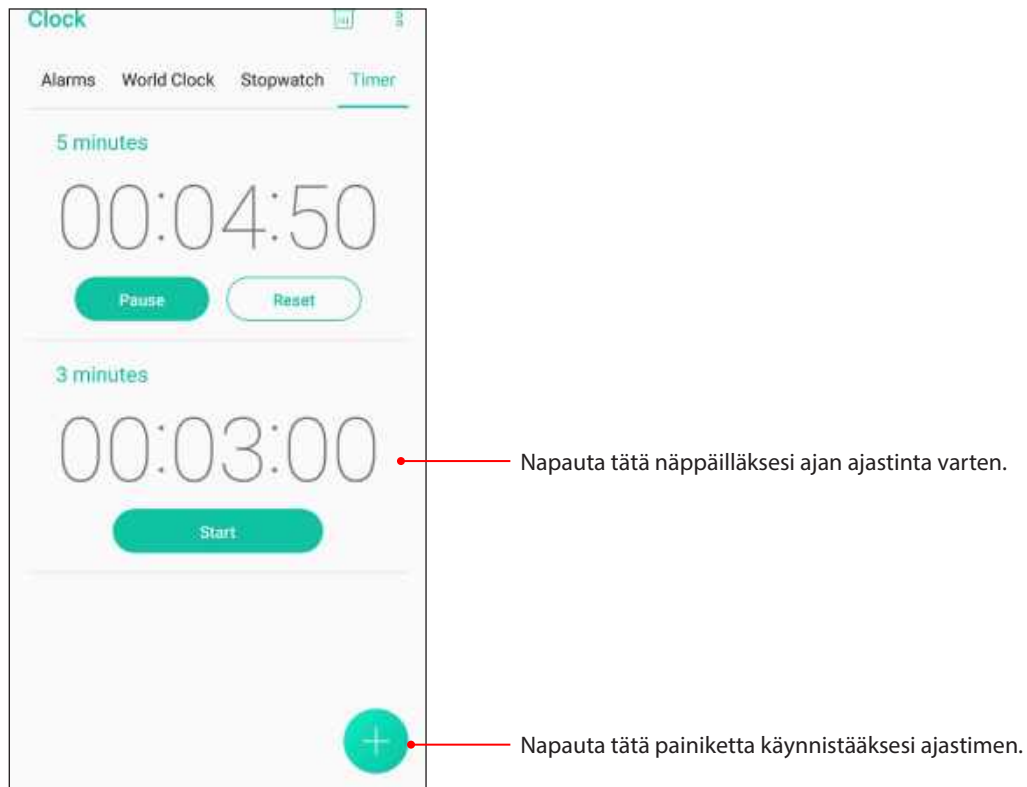 Clock
Alarms World Clock Stopwatch Timer
5 minutes
00:04:50
Pause Reset
3 minutes
00:03:00
Napauta tätä näppäilläksesi ajan ajastinta varten.
Start
Napauta tätä painiketta käynnistääksesi ajastimen.